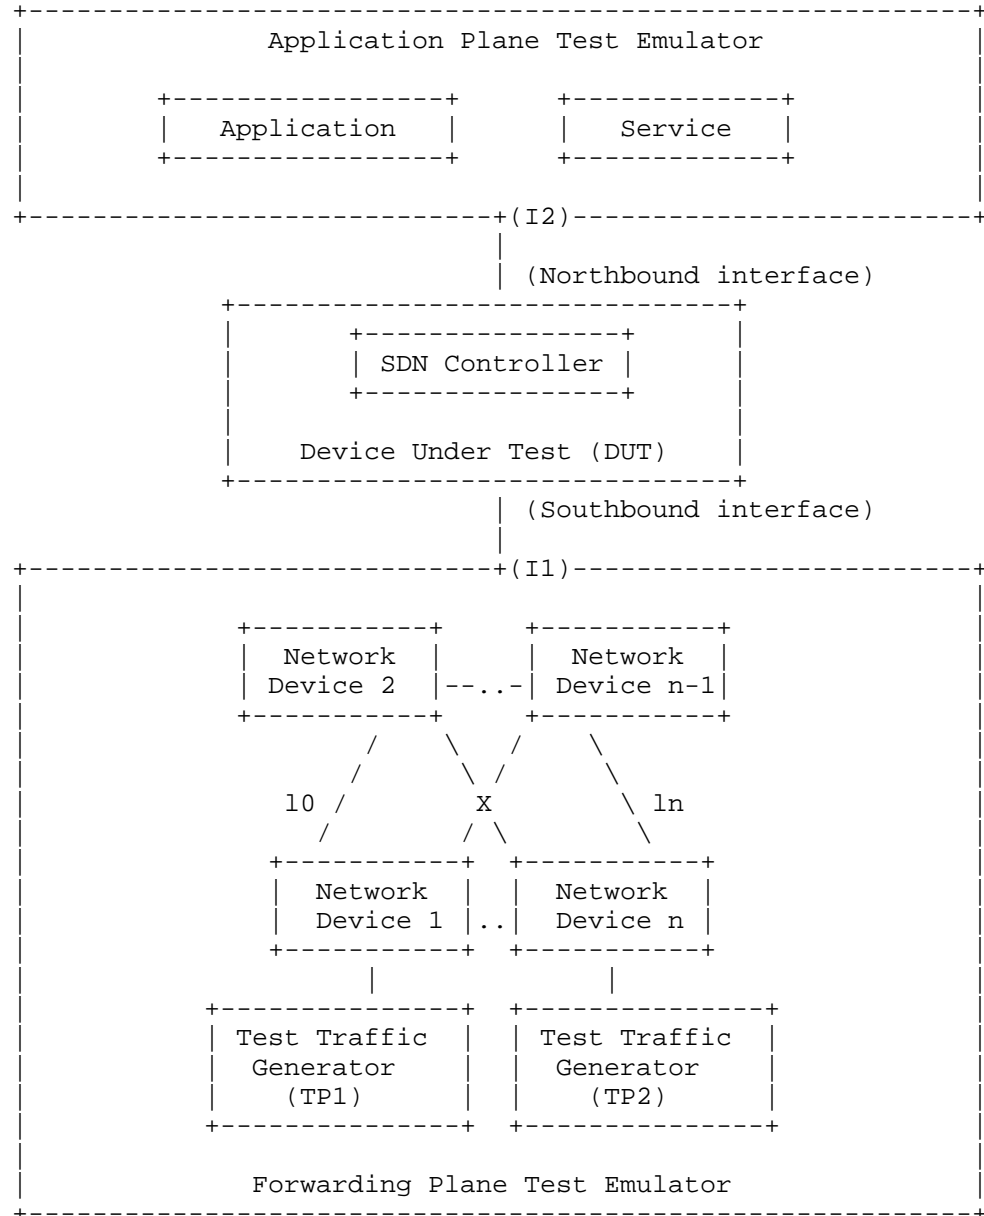 Application Plane Test Emulator
Application Service
(I2)
(Northbound interface)
SDN Controller
Device Under Test (DUT)
(Southbound interface)
(I1)
Network Network
Device 2 --..- Device n-1
l0 X ln
Network Network
Device 1 .. Device n
Test Traffic Test Traffic
Generator Generator
(TP1) (TP2)
Forwarding Plane Test Emulator